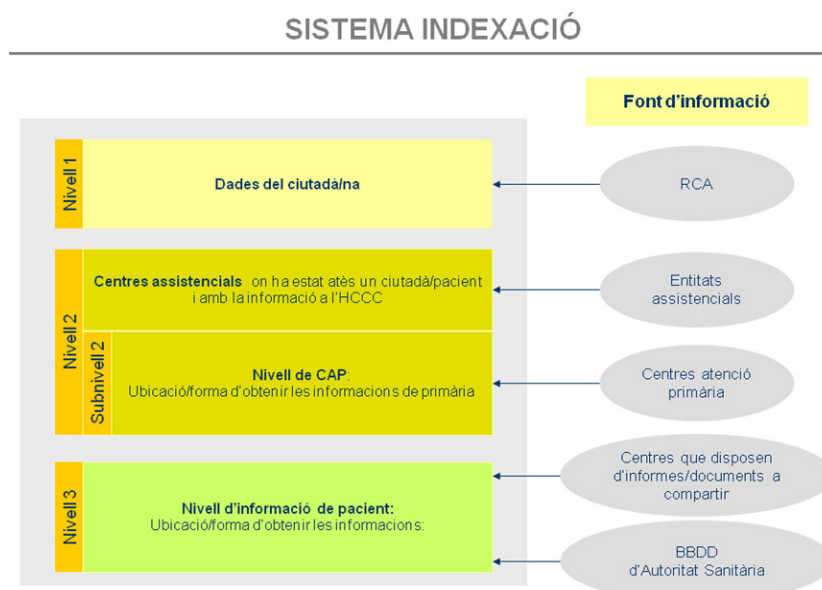 SISTEMA INDEXACIÓ
Font d'informació
Nivell 1
Dades del ciutadà/na
RCA
Nivell 2
Centres assistencials on ha estat atès un ciutadà/pacient
i amb la informació a l'HCCC
Entitats
assistencials
Subnivell 2
Nivell de CAP:
Ubicació/forma d'obtenir les informacions de primària
Centres atenció
primària
Nivell 3
Nivell d'informació de pacient:
Ubicació/forma d'obtenir les informacions:
Centres que disposen
d'informes/documents a
compartir
BBDD
d'Autoritat Sanitària